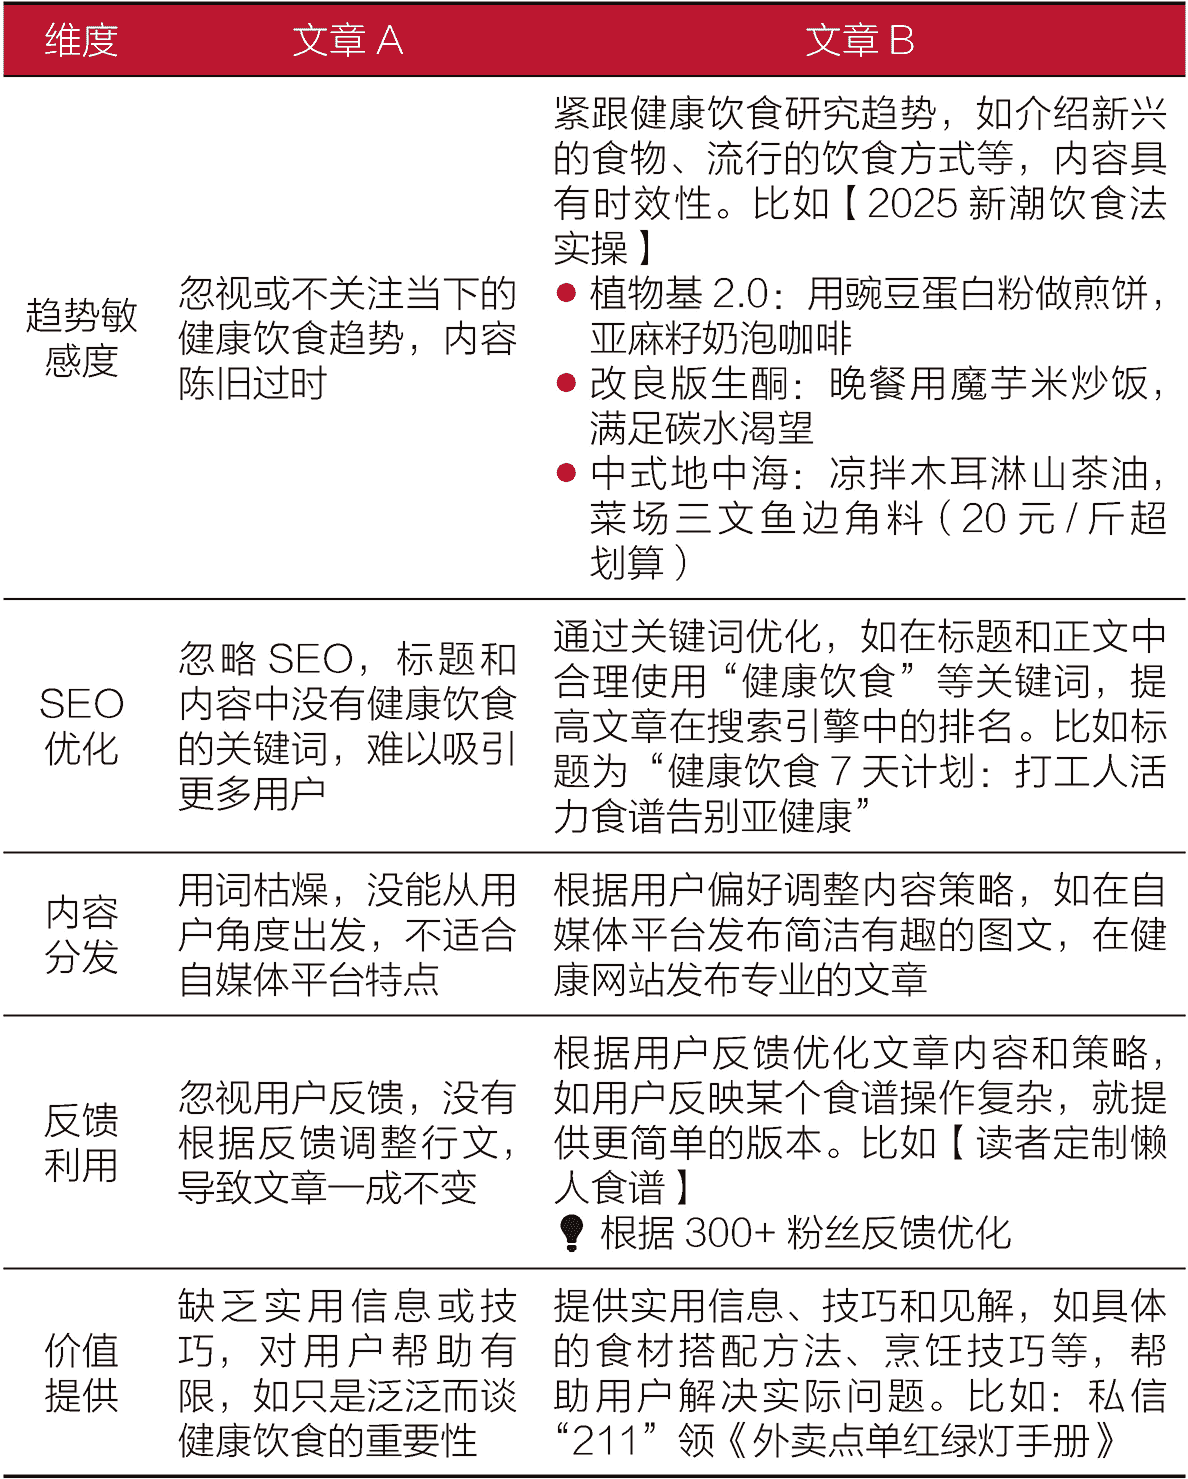 维度
文章 A
文章 B
趋势敏
感度
忽视或不关注当下的
健康饮食趋势，内容
陈旧过时
紧跟健康饮食研究趋势，如介绍新兴
的食物、流行的饮食方式等，内容具
有时效性。比如【2025 新潮饮食法
实操】
● 植物基 2.0：用豌豆蛋白粉做煎饼，
亚麻籽奶泡咖啡
● 改良版生酮：晚餐用魔芋米炒饭，
满足碳水渴望
● 中式地中海：凉拌木耳淋山茶油，
菜场三文鱼边角料（20 元 / 斤超
划算）
SEO
优化
忽略 SEO，标题和
内容中没有健康饮食
的关键词，难以吸引
更多用户
通过关键词优化，如在标题和正文中
合理使用“健康饮食”等关键词，提
高文章在搜索引擎中的排名。比如标
题为“健康饮食 7 天计划：打工人活
力食谱告别亚健康”
内容
分发
用词枯燥，没能从用
户角度出发，不适合
自媒体平台特点
根据用户偏好调整内容策略，如在自
媒体平台发布简洁有趣的图文，在健
康网站发布专业的文章
反馈
利用
忽视用户反馈，没有
根据反馈调整行文，
导致文章一成不变
根据用户反馈优化文章内容和策略，
如用户反映某个食谱操作复杂，就提
供更简单的版本。比如【读者定制懒
人食谱】
根据 300+ 粉丝反馈优化
价值
提供
缺乏实用信息或技
巧，对用户帮助有
限，如只是泛泛而谈
健康饮食的重要性
提供实用信息、技巧和见解，如具体
的食材搭配方法、烹饪技巧等，帮
助用户解决实际问题。比如：私信
“211”领《外卖点单红绿灯手册》